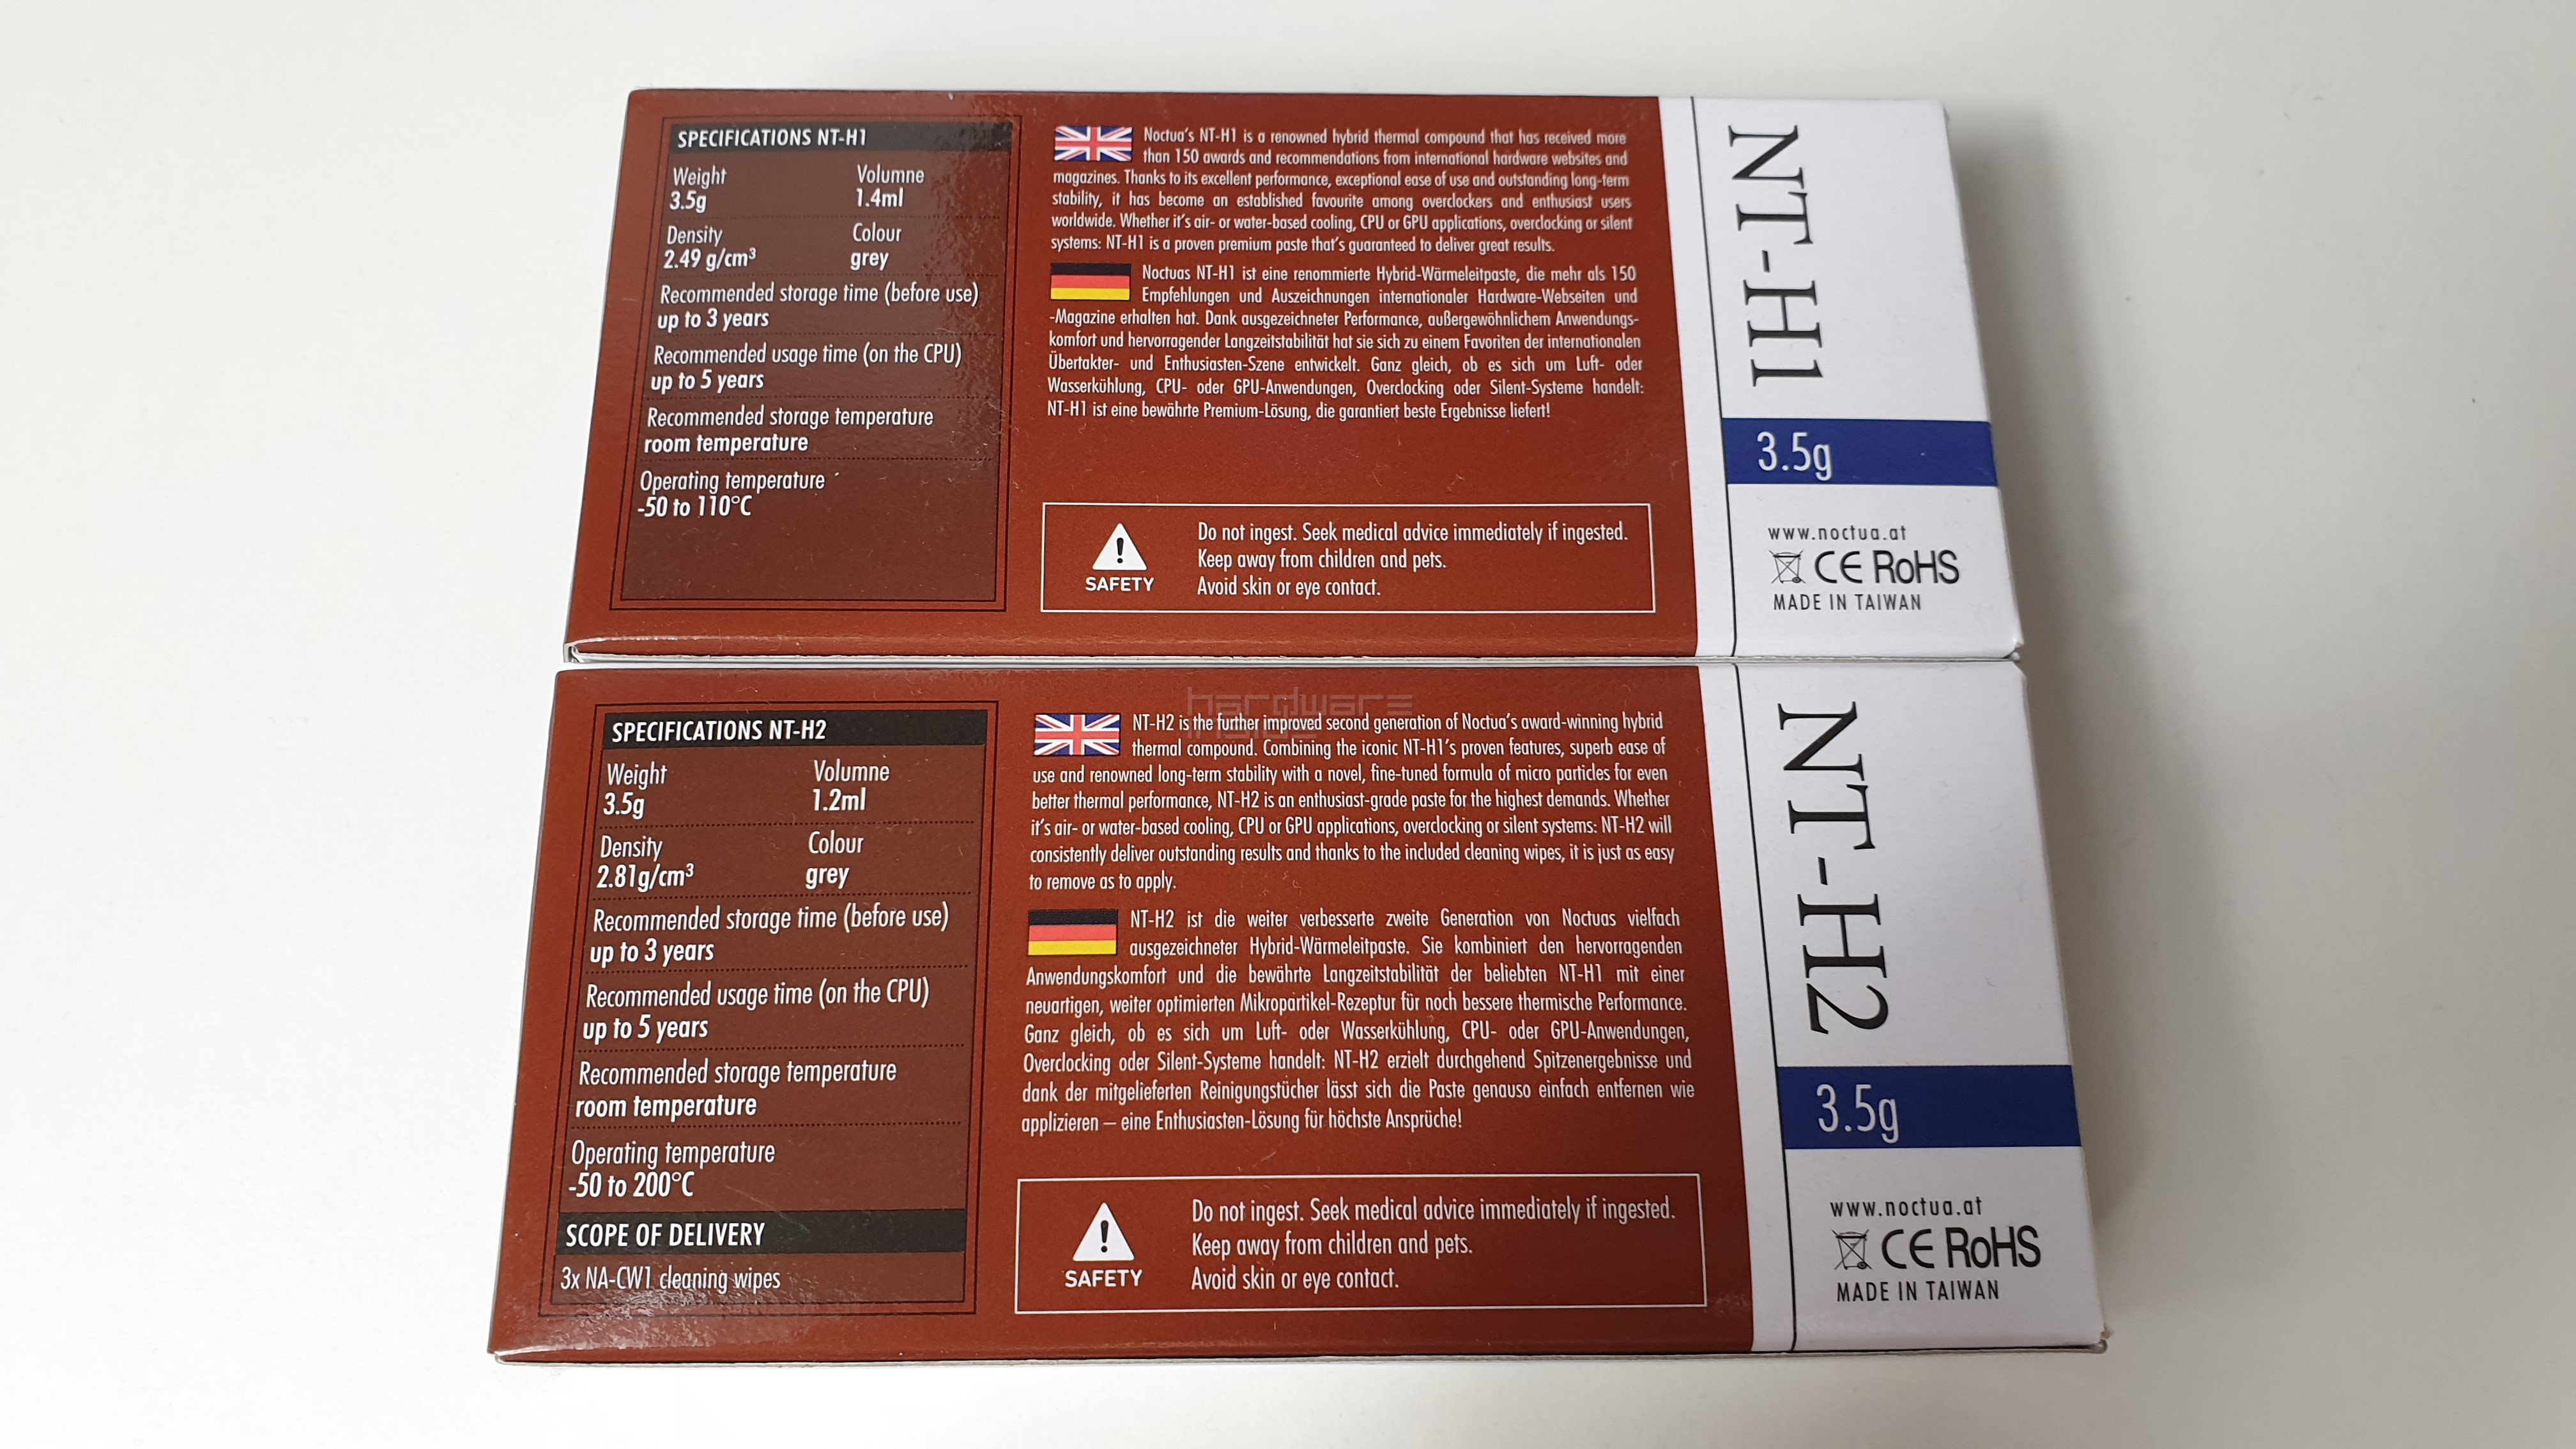 SPECIFICATIONS NT-H1
Weight Volumne
3.5g 1.4ml
Density Colour
2.49 g/cm³ grey
Recommended storage time (before use)
up to 3 years
Recommended usage time (on the CPU)
up to 5 years
Recommended storage temperature
room temperature
Operating temperature
-50 to 110°C
Noctua's NT-H1 is a renowned hybrid thermal compound that has received more
than 150 awards and recommendations from international hardware websites and
magazines. Thanks to its excellent performance, exceptional ease of use and outstanding long-term
stability, it has become an established favourite among overclockers and enthusiast users
worldwide. Whether it's air- or water-based cooling, CPU or GPU applications, overclocking or silent
systems: NT-H1 is a proven premium paste that's guaranteed to deliver great results.
Noctuas NT-H1 ist eine renommierte Hybrid-Wärmeleitpaste, die mehr als 150
Empfehlungen und Auszeichnungen internationaler Hardware-Webseiten und
-Magazine erhalten hat. Dank ausgezeichneter Performance, außergewöhnlichem Anwendungs-
komfort und hervorragender Langzeitstabilität hat sie sich zu einem Favoriten der internationalen
Übertakter- und Enthusiasten-Szene entwickelt. Ganz gleich, ob es sich um Luft- oder
Wasserkühlung, CPU- oder GPU-Anwendungen, Overclocking oder Silent-Systeme handelt:
NT-H1 ist eine bewährte Premium-Lösung, die garantiert beste Ergebnisse liefert!
SAFETY
Do not ingest. Seek medical advice immediately if ingested.
Keep away from children and pets.
Avoid skin or eye contact.
NT-H1
3.5g
www.noctua.at
CE RoHS
MADE IN TAIWAN
SPECIFICATIONS NT-H2
Weight Volumne
3.5g 1.2ml
Density Colour
2.81g/cm³ grey
Recommended storage time (before use)
up to 3 years
Recommended usage time (on the CPU)
up to 5 years
Recommended storage temperature
room temperature
Operating temperature
-50 to 200°C
SCOPE OF DELIVERY
3x NA-CW1 cleaning wipes
hardware
inside
NT-H2 is the further improved second generation of Noctua's award-winning hybrid
thermal compound. Combining the iconic NT-H1's proven features, superb ease of
use and renowned long-term stability with a novel, fine-tuned formula of micro particles for even
better thermal performance, NT-H2 is an enthusiast-grade paste for the highest demands. Whether
it's air- or water-based cooling, CPU or GPU applications, overclocking or silent systems: NT-H2 will
consistently deliver outstanding results and thanks to the included cleaning wipes, it is just as easy
to remove as to apply.
NT-H2 ist die weiter verbesserte zweite Generation von Noctuas vielfach
ausgezeichneter Hybrid-Wärmeleitpaste. Sie kombiniert den hervorragenden
Anwendungskomfort und die bewährte Langzeitstabilität der beliebten NT-H1 mit einer
neuartigen, weiter optimierten Mikropartikel-Rezeptur für noch bessere thermische Performance.
Ganz gleich, ob es sich um Luft- oder Wasserkühlung, CPU- oder GPU-Anwendungen,
Overclocking oder Silent-Systeme handelt: NT-H2 erzielt durchgehend Spitzenergebnisse und
dank der mitgelieferten Reinigungstücher lässt sich die Paste genauso einfach entfernen wie
applizieren – eine Enthusiasten-Lösung für höchste Ansprüche!
SAFETY
Do not ingest. Seek medical advice immediately if ingested.
Keep away from children and pets.
Avoid skin or eye contact.
NT-H2
3.5g
www.noctua.at
CE RoHS
MADE IN TAIWAN